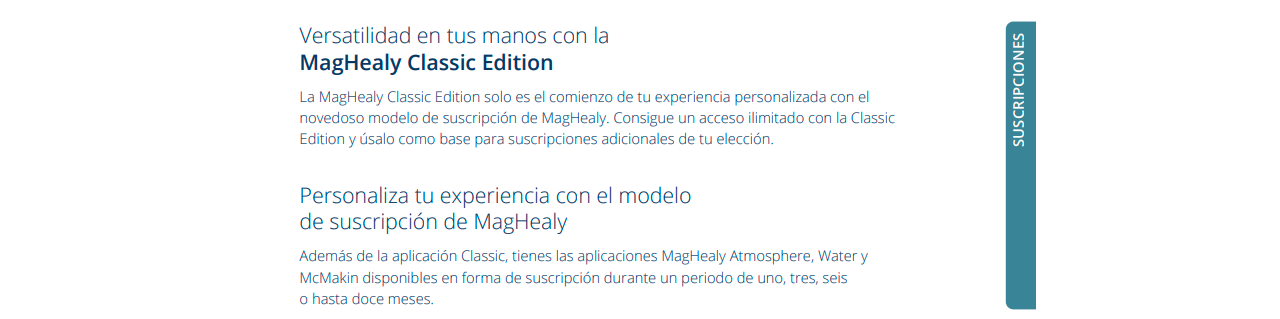 Versatilidad en tus manos con la
MagHealy Classic Edition
La MagHealy Classic Edition solo es el comienzo de tu experiencia personalizada con el
novedoso modelo de suscripción de MagHealy. Consigue un acceso ilimitado con la Classic
Edition y úsalo como base para suscripciones adicionales de tu elección.
Personaliza tu experiencia con el modelo
de suscripción de MagHealy
Además de la aplicación Classic, tienes las aplicaciones MagHealy Atmosphere, Water y
McMakin disponibles en forma de suscripción durante un periodo de uno, tres, seis
o hasta doce meses.
SUSCRIPCIONES